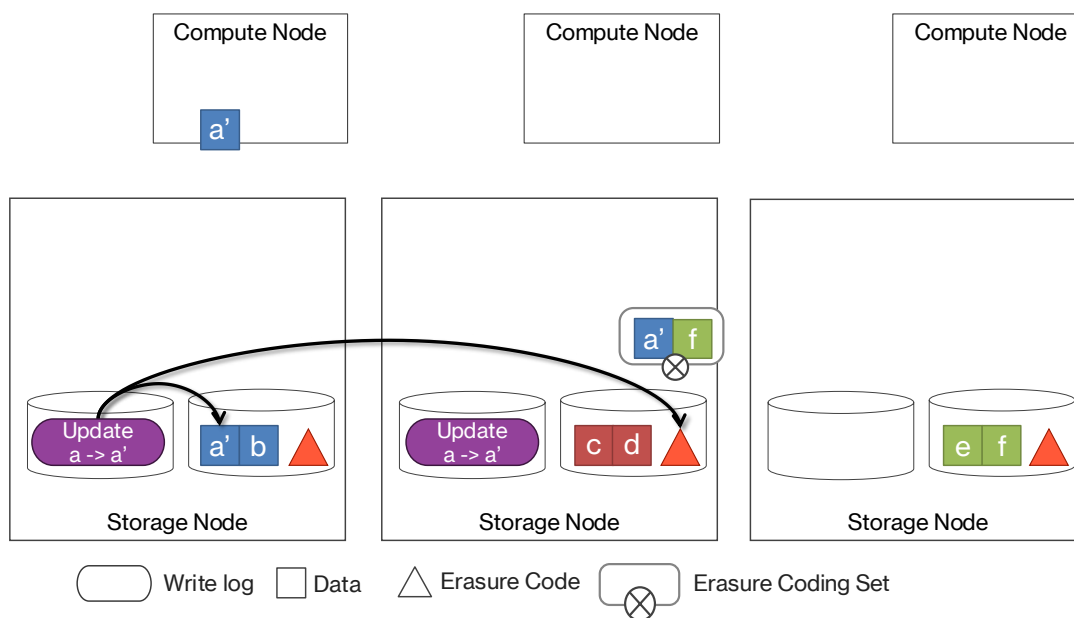 Compute Node
Compute Node
Compute Node
a’
a’ f
Update
a -> a’
a’ b
Update
a -> a’
c d
e f
Storage Node
Storage Node
Storage Node
Write log
Data
Erasure Code
Erasure Coding Set